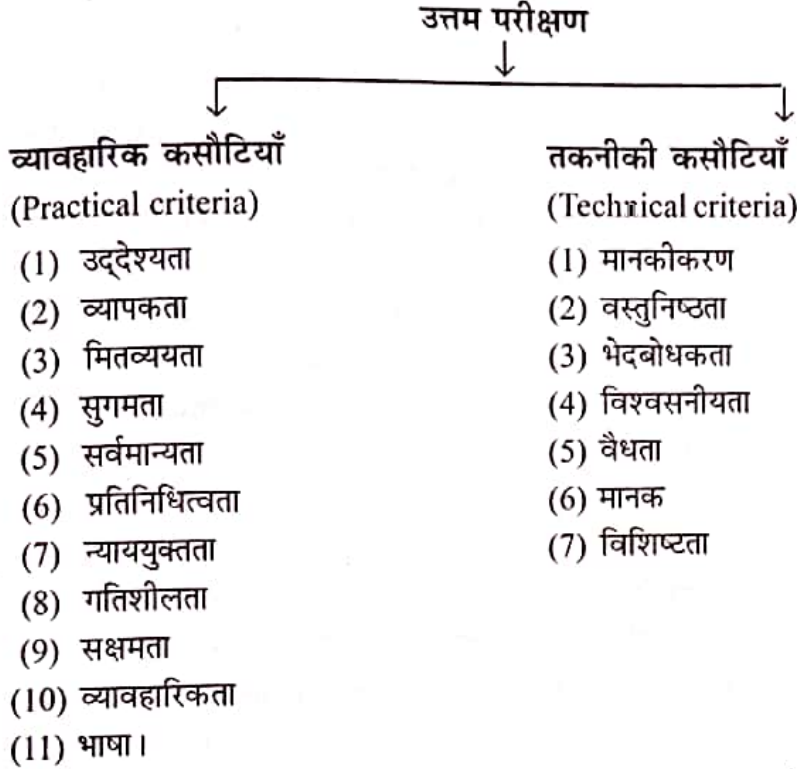 उत्तम परीक्षण
व्यावहारिक कसौटियाँ
(Practical criteria)
(1) उद्देश्यता
(2) व्यापकता
(3) मितव्ययता
(4) सुगमता
(5) सर्वमान्यता
(6) प्रतिनिधित्वता
(7) न्याययुक्तता
(8) गतिशीलता
(9) सक्षमता
(10) व्यावहारिकता
(11) भाषा।
तकनीकी कसौटियाँ
(Technical criteria)
(1) मानकीकरण
(2) वस्तुनिष्ठता
(3) भेदबोधकता
(4) विश्वसनीयता
(5) वैधता
(6) मानक
(7) विशिष्टता